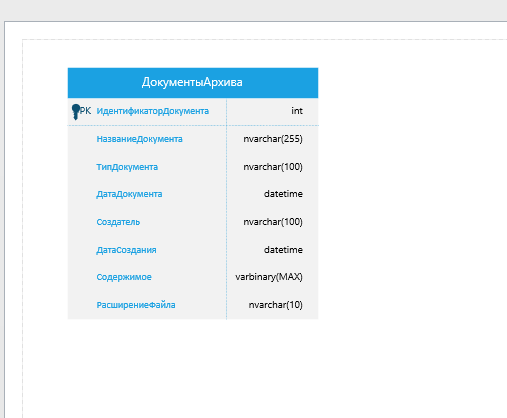 ДокументыАрхива
PK ИдентификаторДокумента int
НазваниеДокумента nvarchar(255)
ТипДокумента nvarchar(100)
ДатаДокумента datetime
Создатель nvarchar(100)
ДатаСоздания datetime
Содержимое varbinary(MAX)
РасширениеФайла nvarchar(10)